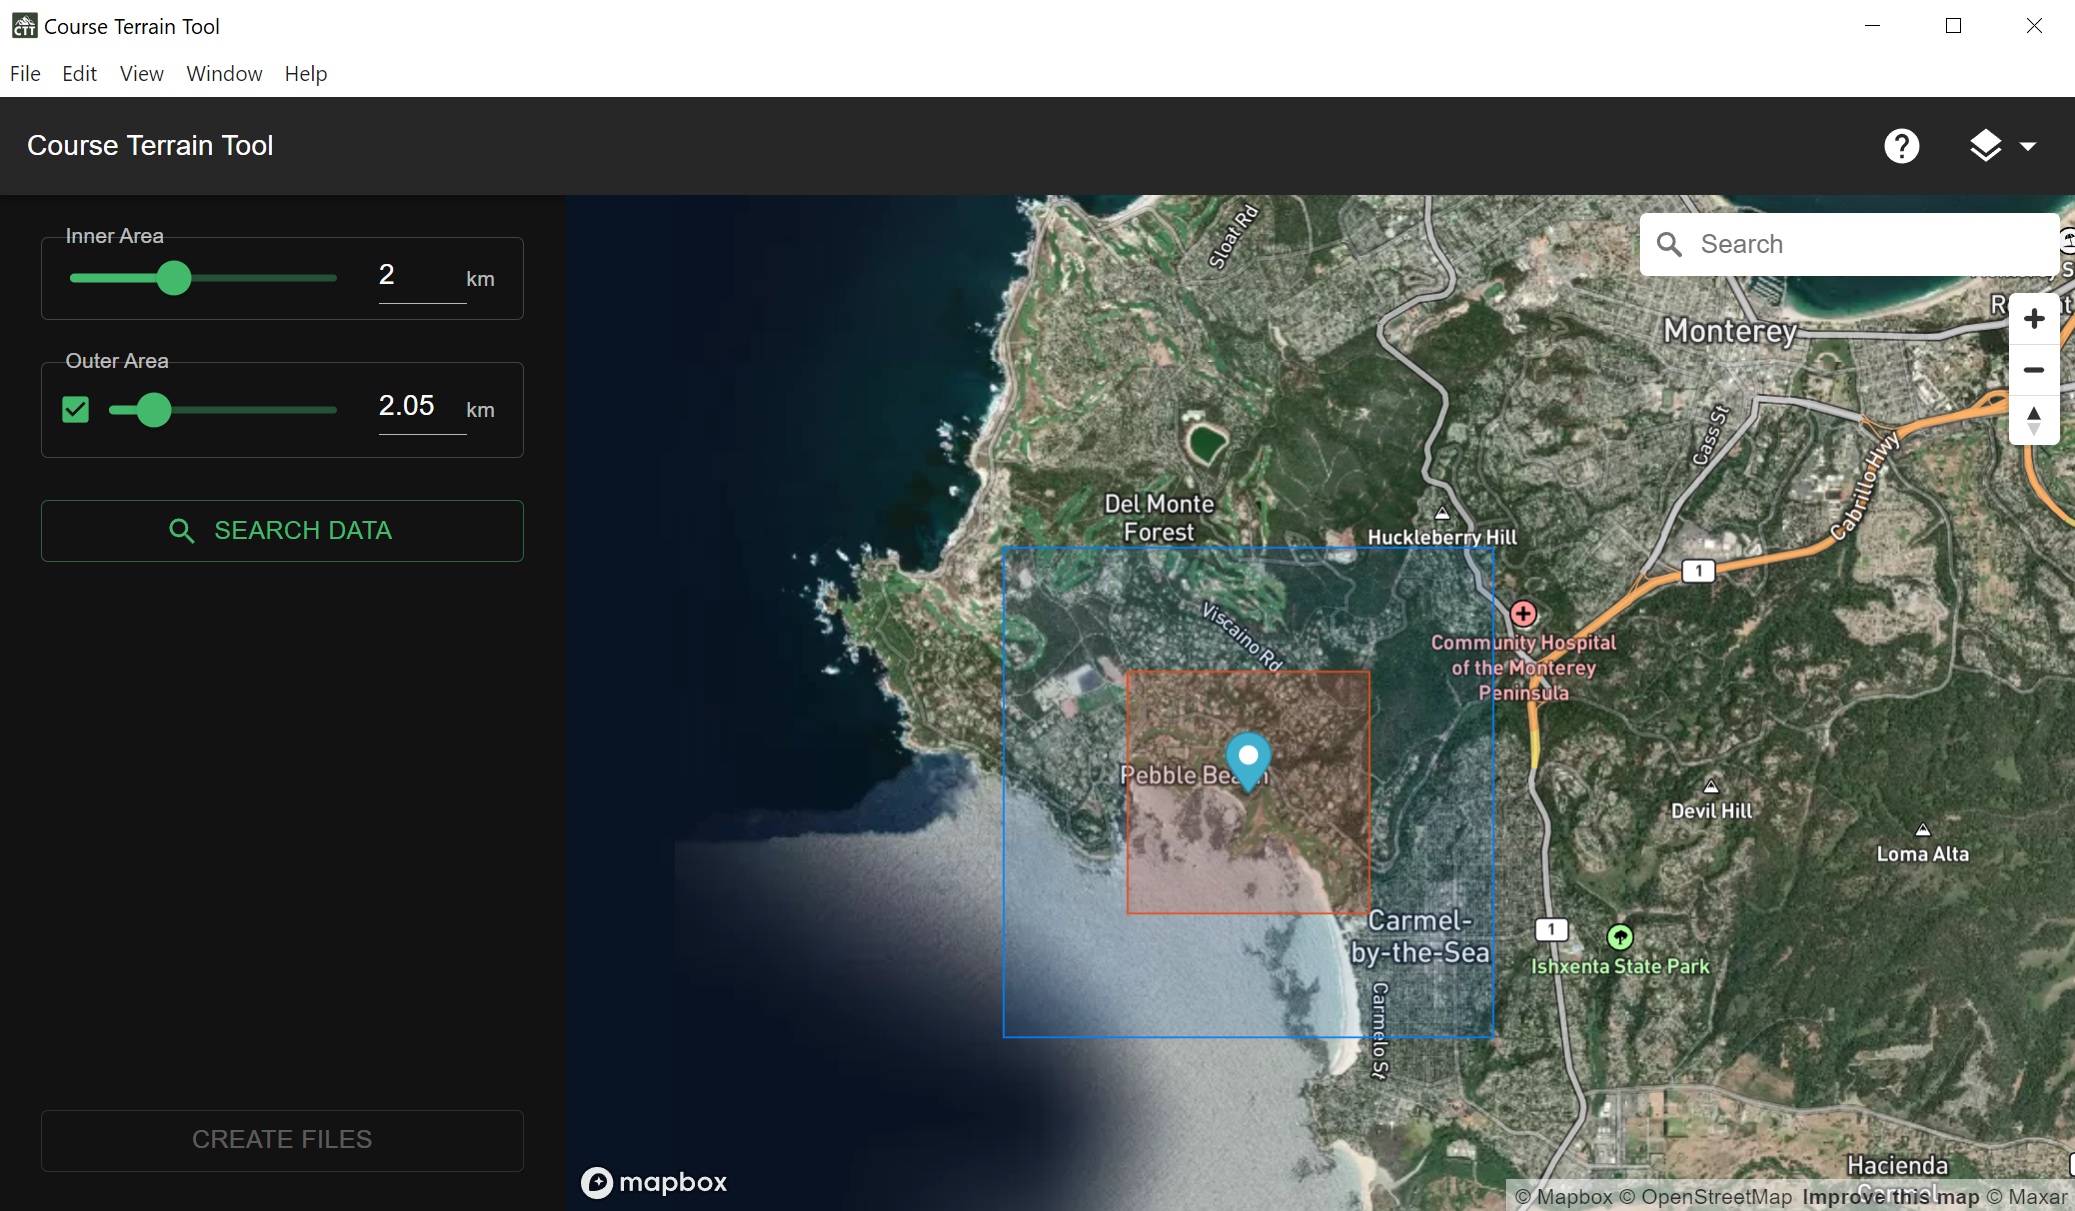 CTT Course Terrain Tool
File Edit View Window Help
Course Terrain Tool
Inner Area
2 km
Outer Area
2.05 km
SEARCH DATA
CREATE FILES
Search
Sloat Rd
Monterey
Cass St
Cabrillo Hwy
Del Monte
Forest
Huckleberry Hill
1
Viscaino Rd
Community Hospital
of the Monterey
Peninsula
Pebble Beach
Devil Hill
Loma Alta
Carmel-
by-the-Sea
1
Ishxenta State Park
Carmelo St
Hacienda
Carmel
mapbox
© Mapbox © OpenStreetMap Improve this map © Maxar